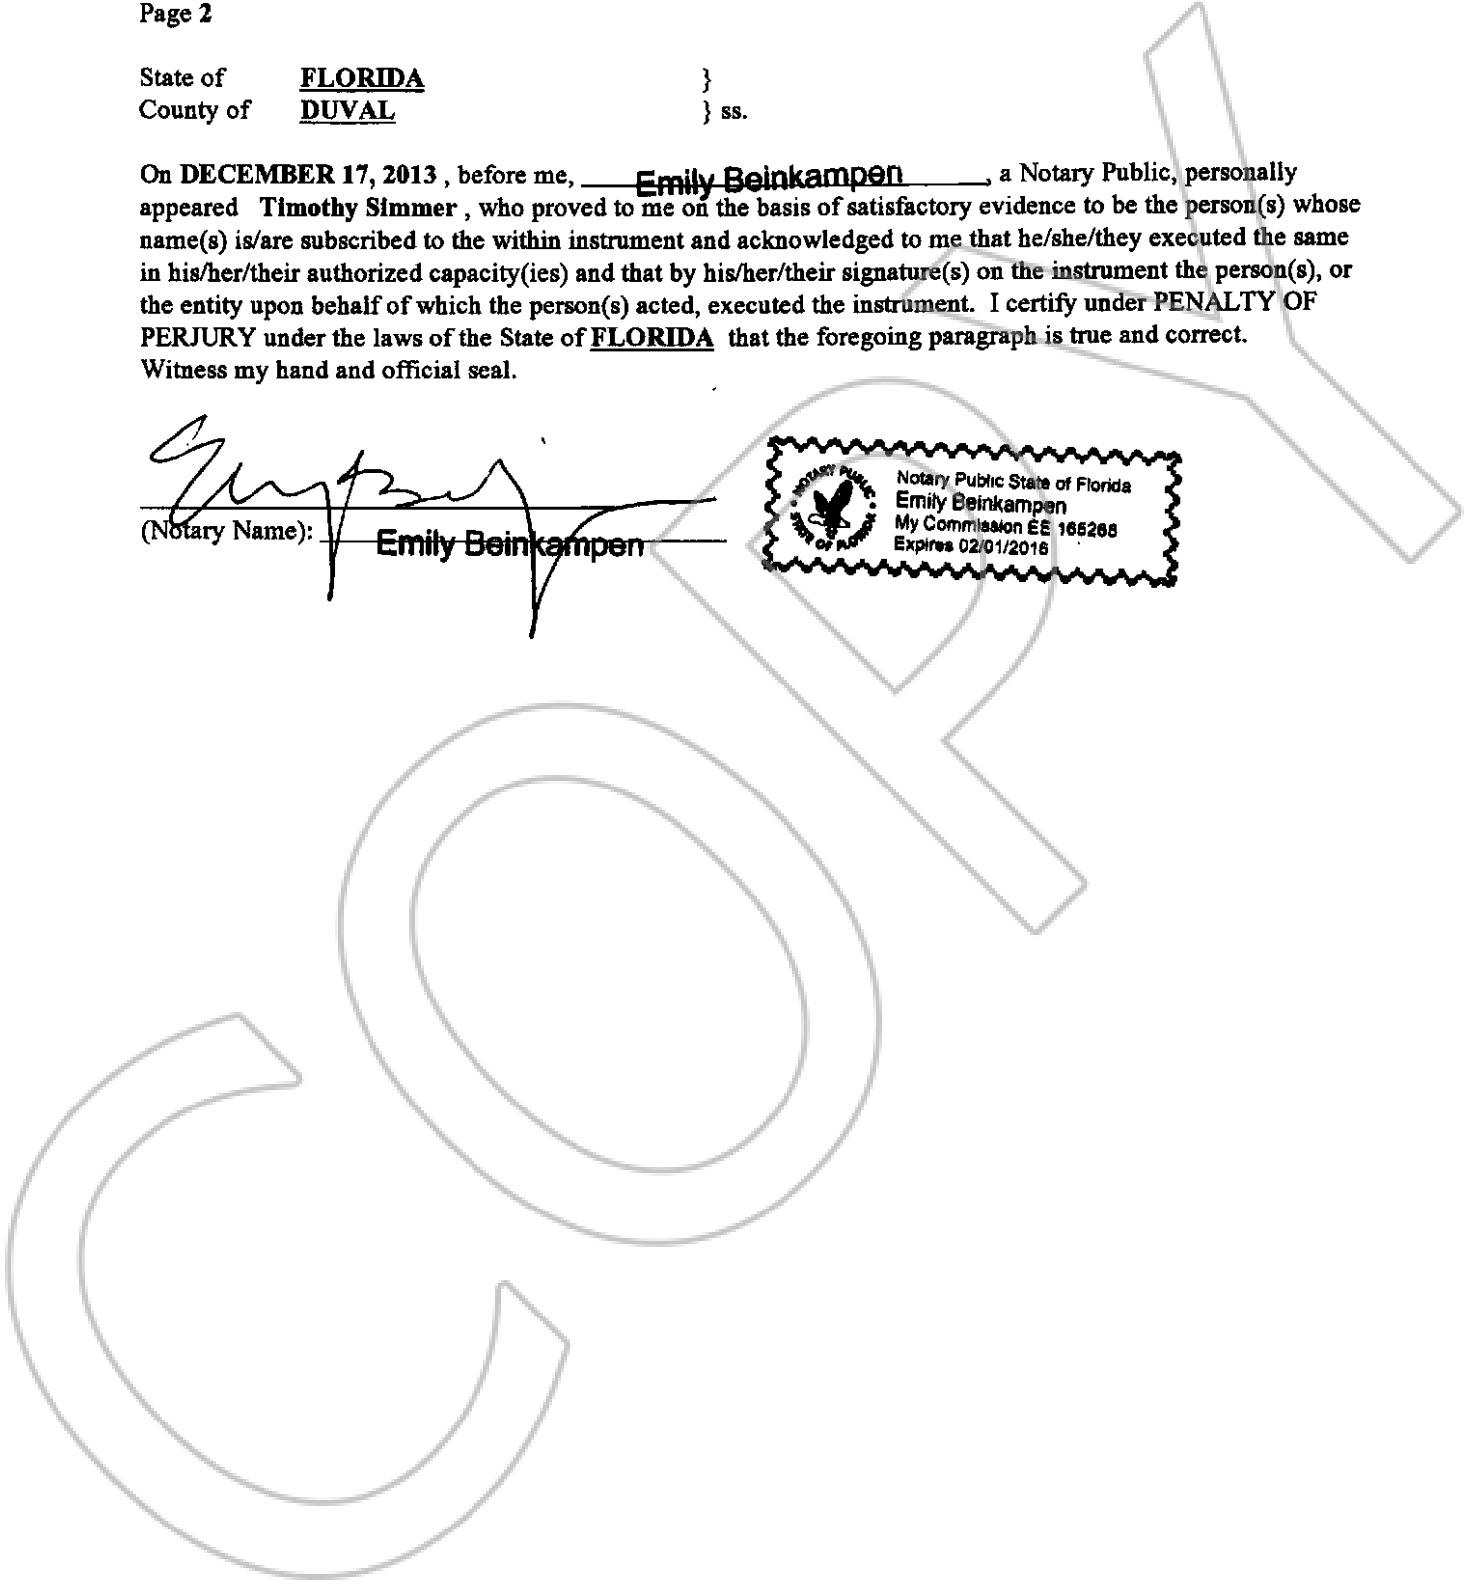 Page 2
State of FLORIDA }
County of DUVAL } ss.
On DECEMBER 17, 2013 , before me, Emily Beinkampen , a Notary Public, personally
appeared Timothy Simmer , who proved to me on the basis of satisfactory evidence to be the person(s) whose
name(s) is/are subscribed to the within instrument and acknowledged to me that he/she/they executed the same
in his/her/their authorized capacity(ies) and that by his/her/their signature(s) on the instrument the person(s), or
the entity upon behalf of which the person(s) acted, executed the instrument. I certify under PENALTY OF
PERJURY under the laws of the State of FLORIDA that the foregoing paragraph is true and correct.
Witness my hand and official seal.
(Notary Name): Emily Beinkampen
NOTARY PUBLIC
STATE OF FLORIDA
Notary Public State of Florida
Emily Beinkampen
My Commission EE 165268
Expires 02/01/2016
COPY